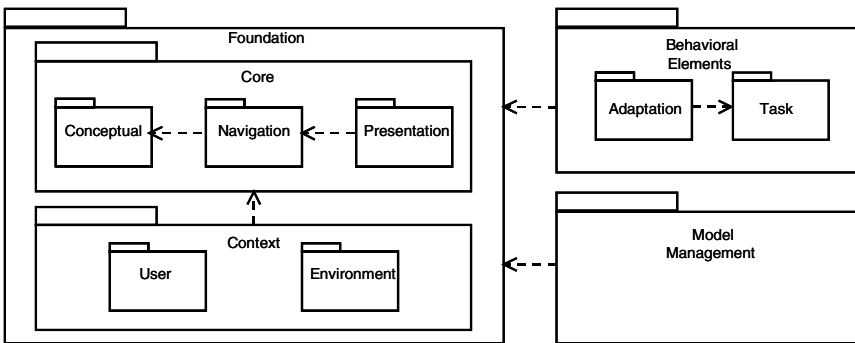 Foundation
Core
Conceptual
Navigation
Presentation
Context
User
Environment
Behavioral
Elements
Adaptation
Task
Model
Management